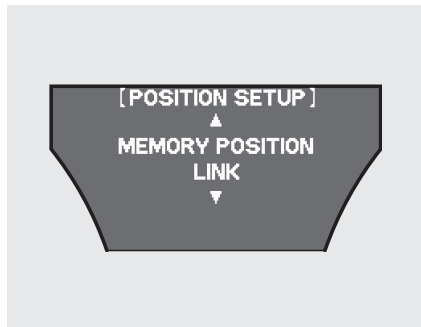 [POSITION SETUP]
▲
MEMORY POSITION
LINK
▼